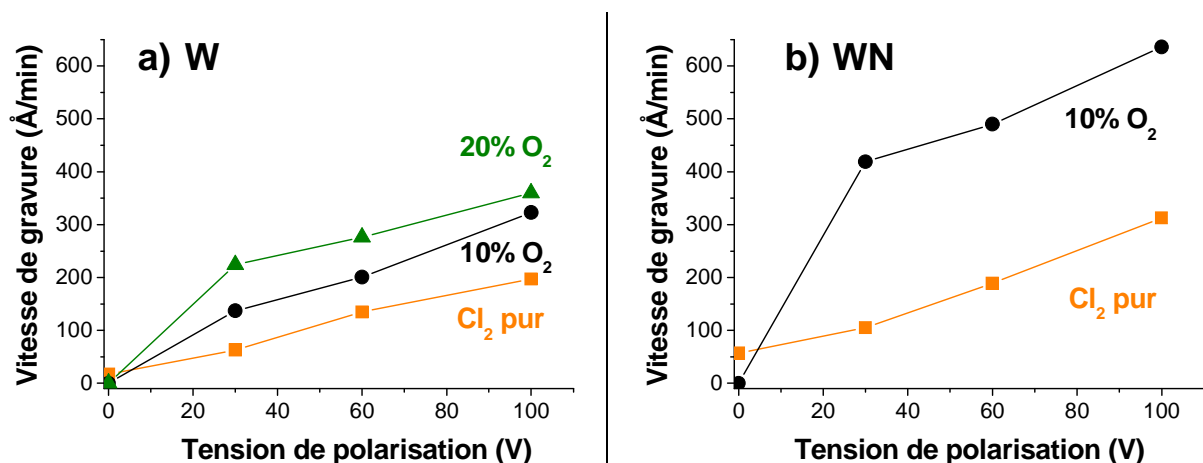 a) W
Vitesse de gravure (Å/min)
600
500
400
300
200
100
0
20% O₂
10% O₂
Cl₂ pur
0 20 40 60 80 100
Tension de polarisation (V)
b) WN
Vitesse de gravure (Å/min)
600
500
400
300
200
100
0
10% O₂
Cl₂ pur
0 20 40 60 80 100
Tension de polarisation (V)